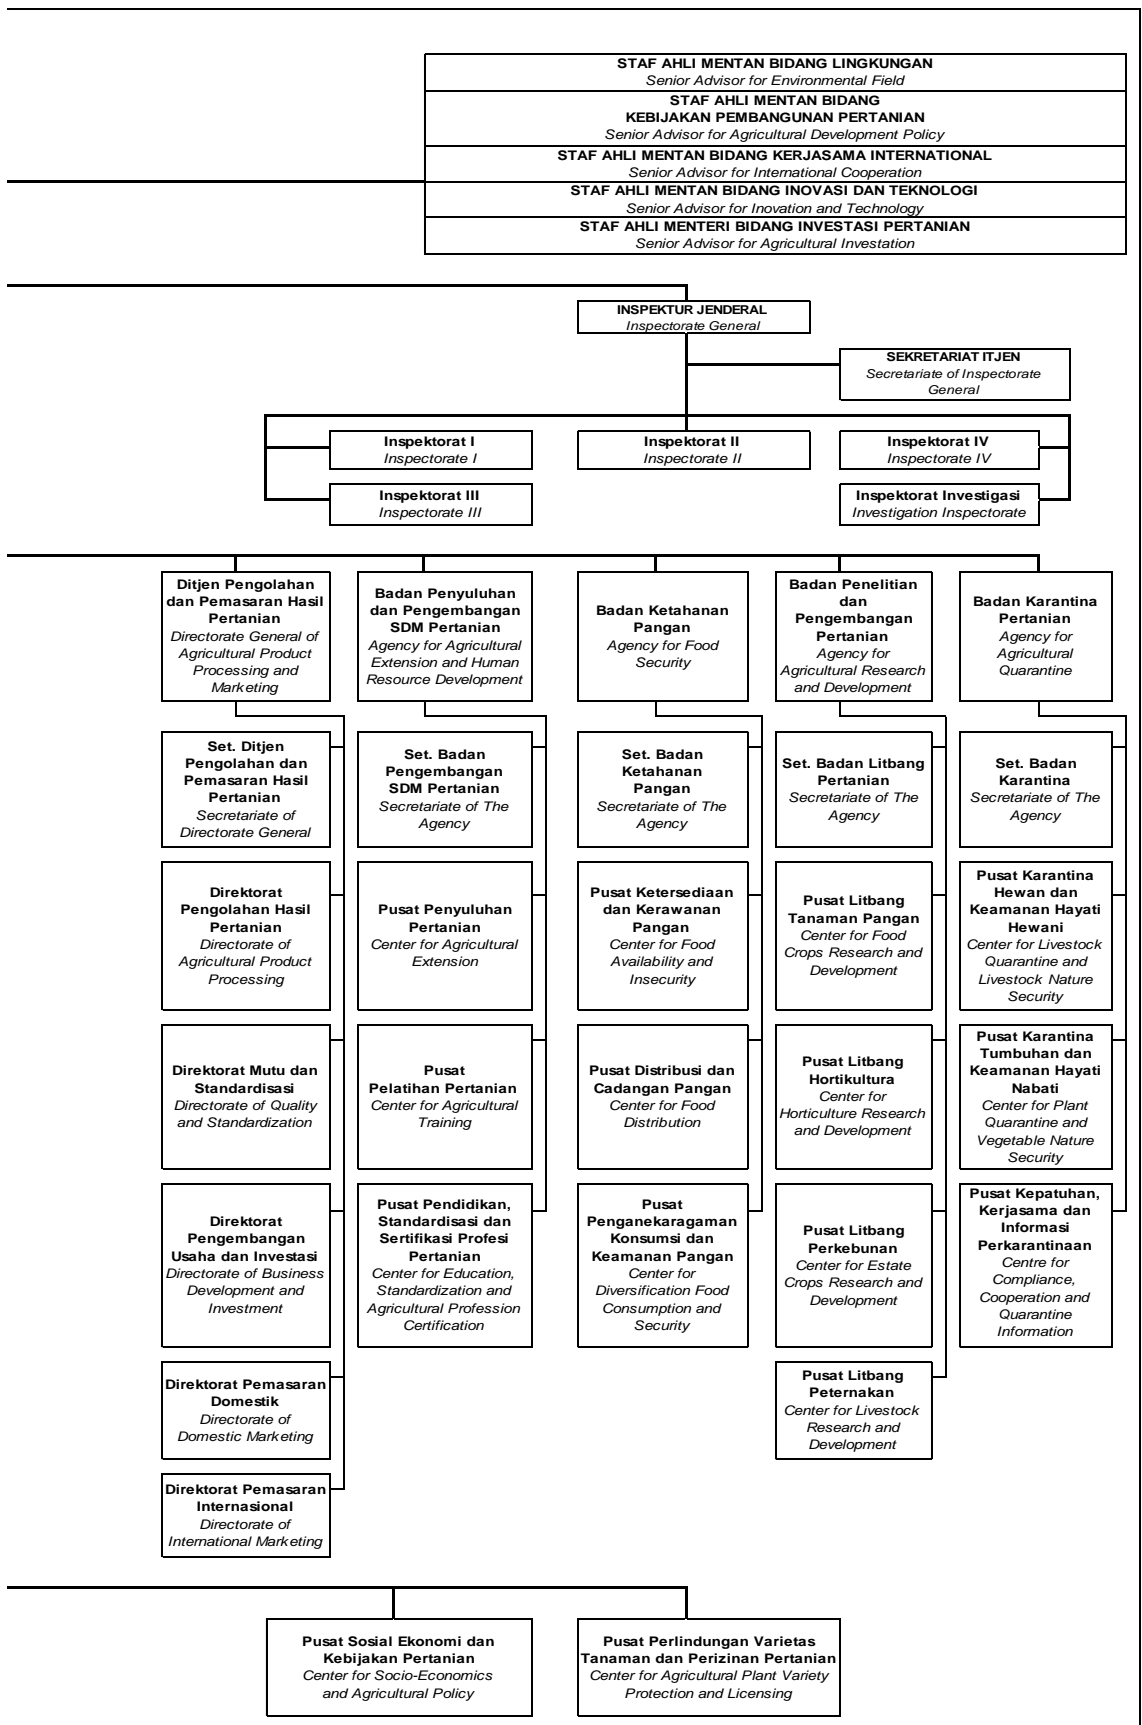 STAF AHLI MENTAN BIDANG LINGKUNGAN
Senior Advisor for Environmental Field
STAF AHLI MENTAN BIDANG
KEBIJAKAN PEMBANGUNAN PERTANIAN
Senior Advisor for Agricultural Development Policy
STAF AHLI MENTAN BIDANG KERJASAMA INTERNATIONAL
Senior Advisor for International Cooperation
STAF AHLI MENTAN BIDANG INOVASI DAN TEKNOLOGI
Senior Advisor for Inovation and Technology
STAF AHLI MENTERI BIDANG INVESTASI PERTANIAN
Senior Advisor for Agricultural Investation
INSPEKTUR JENDERAL
Inspectorate General
SEKRETARIAT ITJEN
Secretariate of Inspectorate
General
Inspektorat I
Inspectorate I
Inspektorat II
Inspectorate II
Inspektorat IV
Inspectorate IV
Inspektorat III
Inspectorate III
Inspektorat Investigasi
Investigation Inspectorate
Ditjen Pengolahan
dan Pemasaran Hasil
Pertanian
Directorate General of
Agricultural Product
Processing and
Marketing
Badan Penyuluhan
dan Pengembangan
SDM Pertanian
Agency for Agricultural
Extension and Human
Resource Development
Badan Ketahanan
Pangan
Agency for Food
Security
Badan Penelitian
dan
Pengembangan
Pertanian
Agency for
Agricultural Research
and Development
Badan Karantina
Pertanian
Agency for
Agricultural
Quarantine
Set. Ditjen
Pengolahan dan
Pemasaran Hasil
Pertanian
Secretariate of
Directorate General
Set. Badan
Pengembangan
SDM Pertanian
Secretariate of The
Agency
Set. Badan
Ketahanan
Pangan
Secretariate of The
Agency
Set. Badan Litbang
Pertanian
Secretariate of The
Agency
Set. Badan
Karantina
Secretariate of The
Agency
Direktorat
Pengolahan Hasil
Pertanian
Directorate of
Agricultural Product
Processing
Pusat Penyuluhan
Pertanian
Center for Agricultural
Extension
Pusat Ketersediaan
dan Kerawanan
Pangan
Center for Food
Availability and
Insecurity
Pusat Litbang
Tanaman Pangan
Center for Food
Crops Research and
Development
Pusat Karantina
Hewan dan
Keamanan Hayati
Hewani
Center for Livestock
Quarantine and
Livestock Nature
Security
Direktorat Mutu dan
Standardisasi
Directorate of Quality
and Standardization
Pusat
Pelatihan Pertanian
Center for Agricultural
Training
Pusat Distribusi dan
Cadangan Pangan
Center for Food
Distribution
Pusat Litbang
Hortikultura
Center for
Horticulture Research
and Development
Pusat Karantina
Tumbuhan dan
Keamanan Hayati
Nabati
Center for Plant
Quarantine and
Vegetable Nature
Security
Direktorat
Pengembangan
Usaha dan Investasi
Directorate of Business
Development and
Investment
Pusat Pendidikan,
Standardisasi dan
Sertifikasi Profesi
Pertanian
Center for Education,
Standardization and
Agricultural Profession
Certification
Pusat
Penganekaragaman
Konsumsi dan
Keamanan Pangan
Center for
Diversification Food
Consumption and
Security
Pusat Litbang
Perkebunan
Center for Estate
Crops Research and
Development
Pusat Kepatuhan,
Kerjasama dan
Informasi
Perkarantinaan
Centre for
Compliance,
Cooperation and
Quarantine
Information
Direktorat Pemasaran
Domestik
Directorate of
Domestic Marketing
Pusat Litbang
Peternakan
Center for Livestock
Research and
Development
Direktorat Pemasaran
Internasional
Directorate of
International Marketing
Pusat Sosial Ekonomi dan
Kebijakan Pertanian
Center for Socio-Economics
and Agricultural Policy
Pusat Perlindungan Varietas
Tanaman dan Perizinan Pertanian
Center for Agricultural Plant Variety
Protection and Licensing